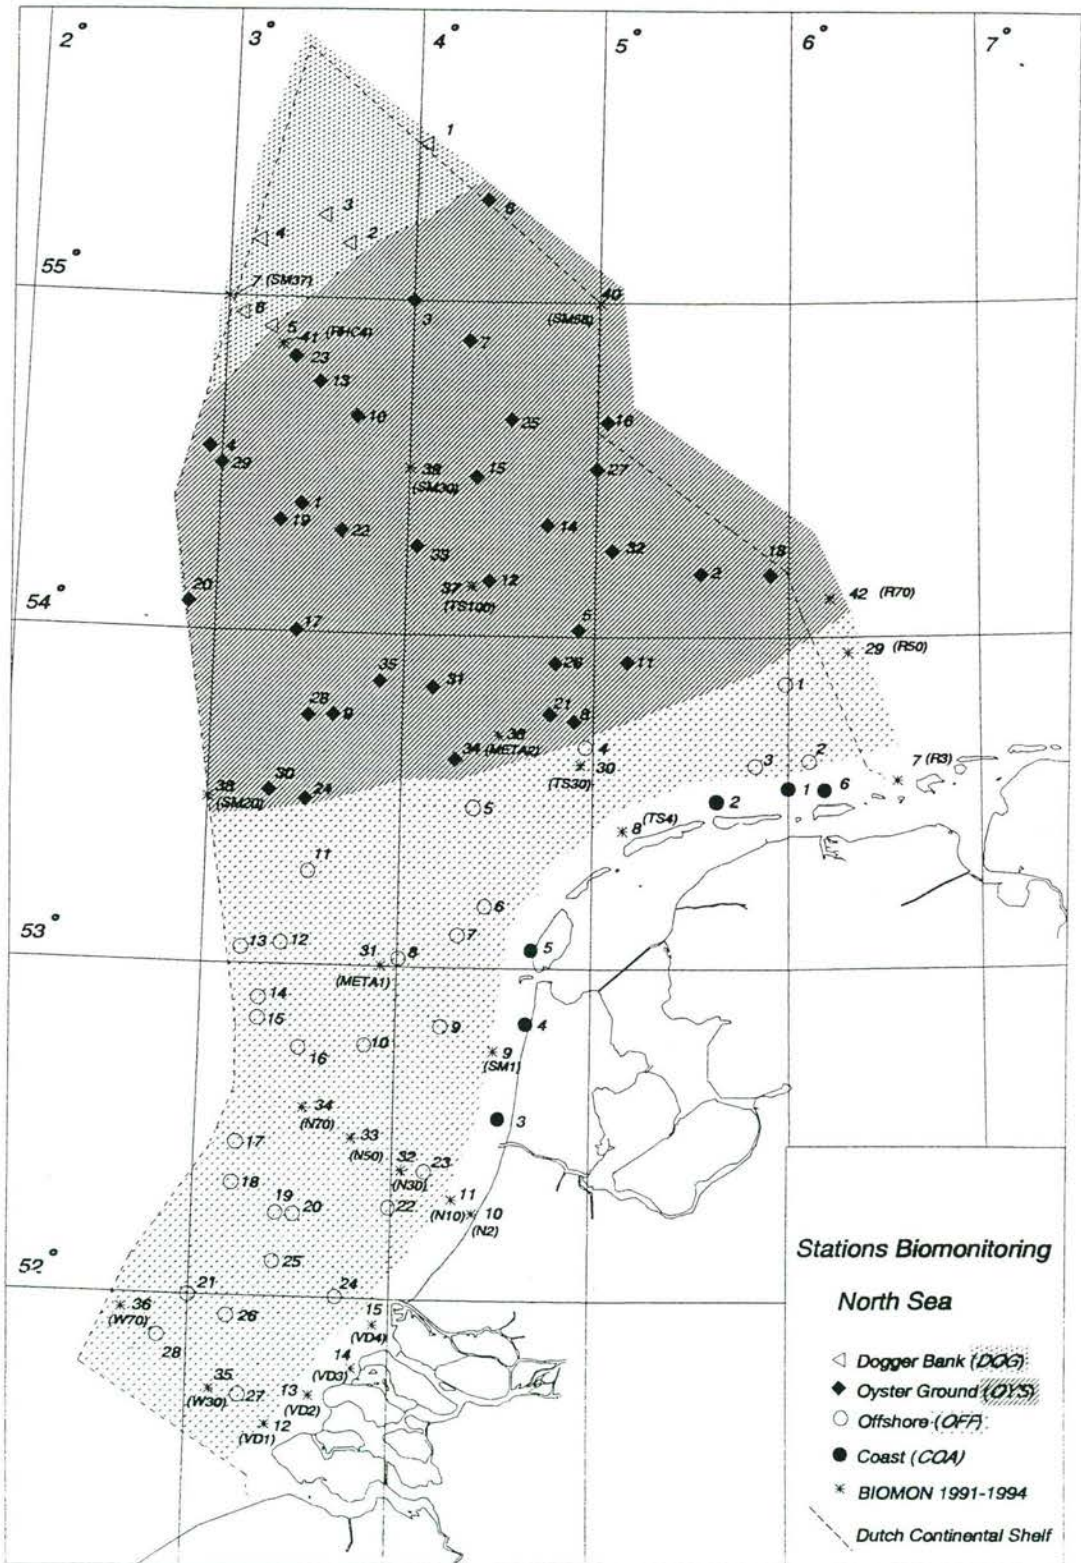 2° 3° 4° 5° 6° 7°
1
3
4
2
6
55°
7 (SM37)
6
5
41 (RHC4)
3
40
(SM58)
7
23
13
10
25
16
4
29
39
(SM30)
15
27
1
19
22
14
33
32
2
18
12
37
(TS100)
20
54°
17
5
42 (R70)
29 (R50)
26
11
35
31
1
28
9
21
8
36
34 (META2)
4
30
(TS30)
3
2
7 (R3)
30
38
(SM20)
24
5
2
1
6
8 (TS4)
11
6
53°
7
13
12
31
8
5
(META1)
14
15
9
4
16
10
9
(SM1)
34
(N70)
3
33
(N50)
17
32
23
(N30)
18
11
(N10)
19
20
22
10
(N2)
25
52°
21
24
36
(W70)
26
15
(VD4)
28
14
(VD3)
35
(W30)
27
13
(VD2)
12
(VD1)
Stations Biomonitoring
North Sea
Dogger Bank (DOG)
Oyster Ground (OYS)
Offshore (OFF)
Coast (COA)
BIOMON 1991-1994
Dutch Continental Shelf